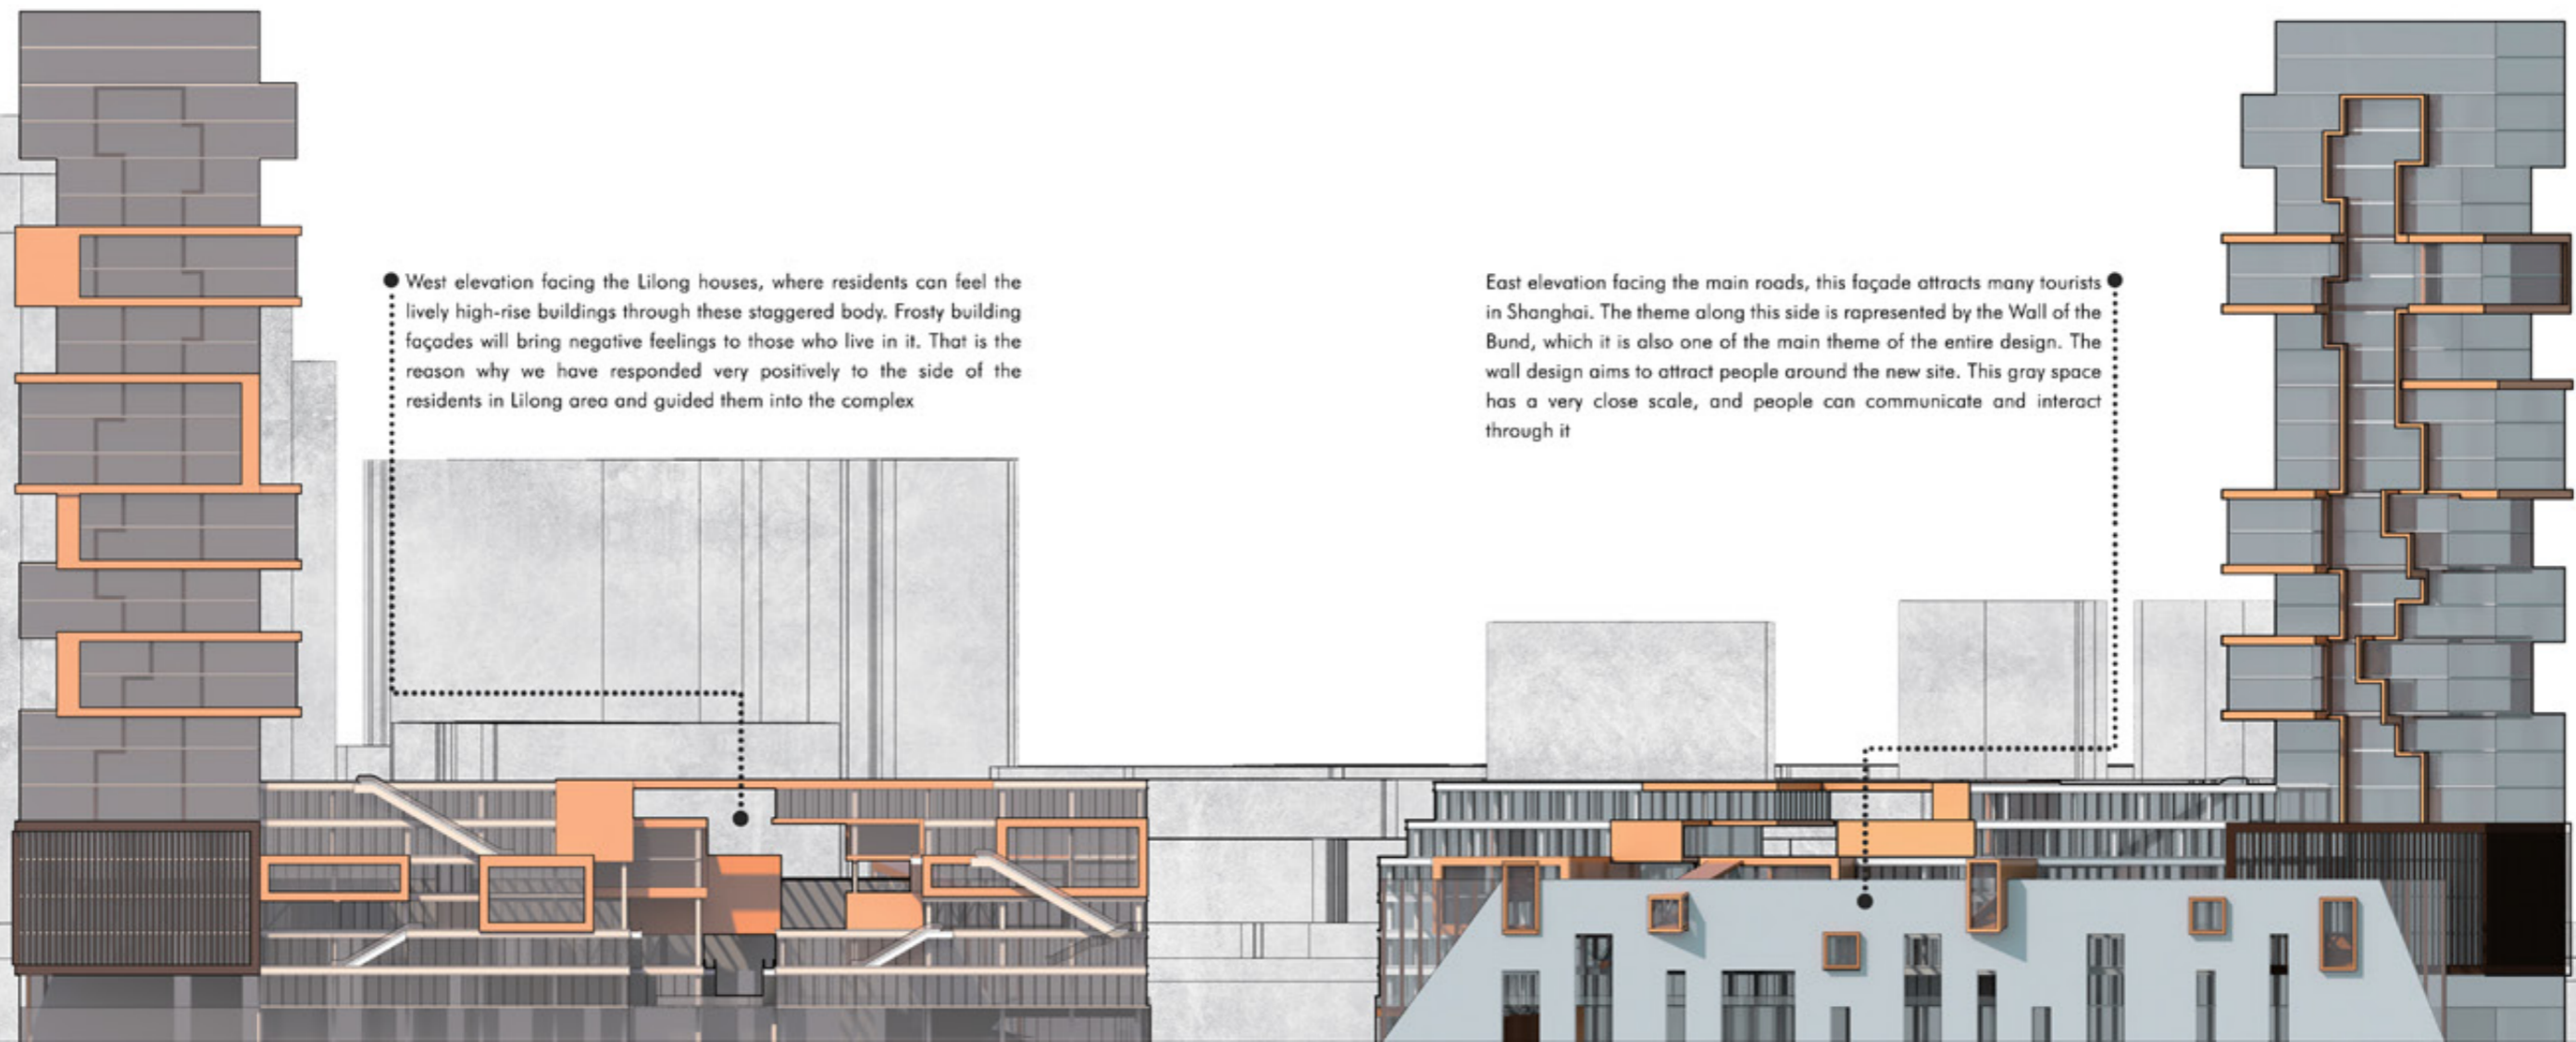 West elevation facing the Lilong houses, where residents can feel the
lively high-rise buildings through these staggered body. Frosty building
façades will bring negative feelings to those who live in it. That is the
reason why we have responded very positively to the side of the
residents in Lilong area and guided them into the complex
East elevation facing the main roads, this façade attracts many tourists
in Shanghai. The theme along this side is rapresented by the Wall of the
Bund, which it is also one of the main theme of the entire design. The
wall design aims to attract people around the new site. This gray space
has a very close scale, and people can communicate and interact
through it